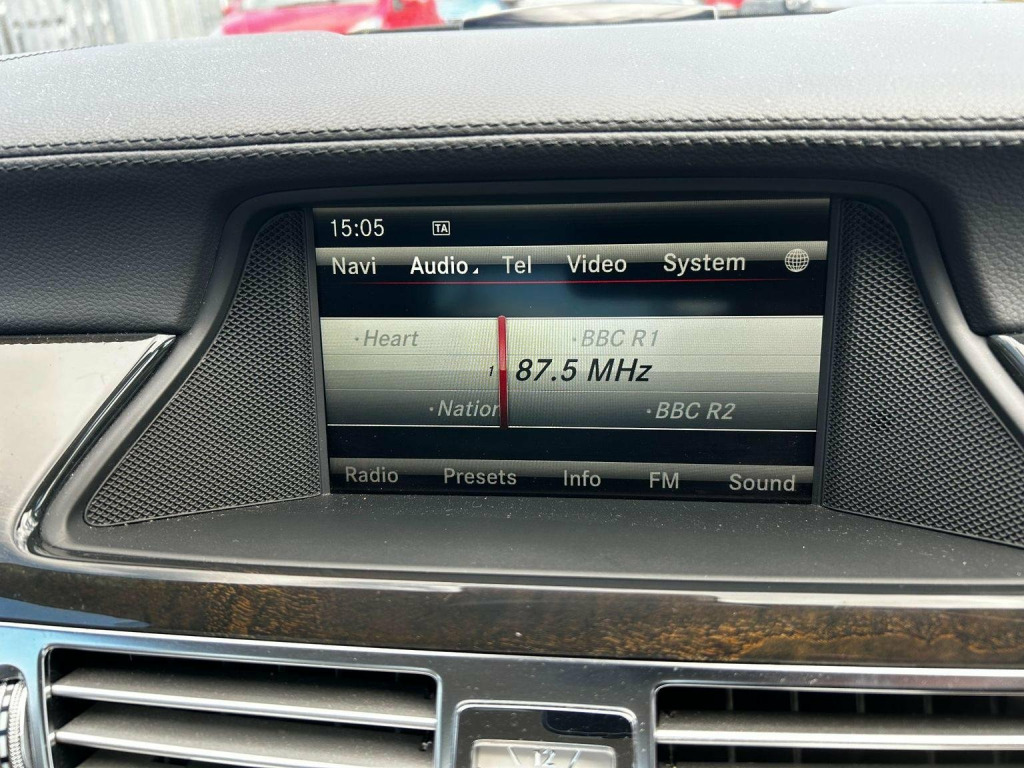 15:05 TA
Navi Audio Tel Video System
·Heart ·BBC R1
1 87.5 MHz
·Nation ·BBC R2
Radio Presets Info FM Sound
12